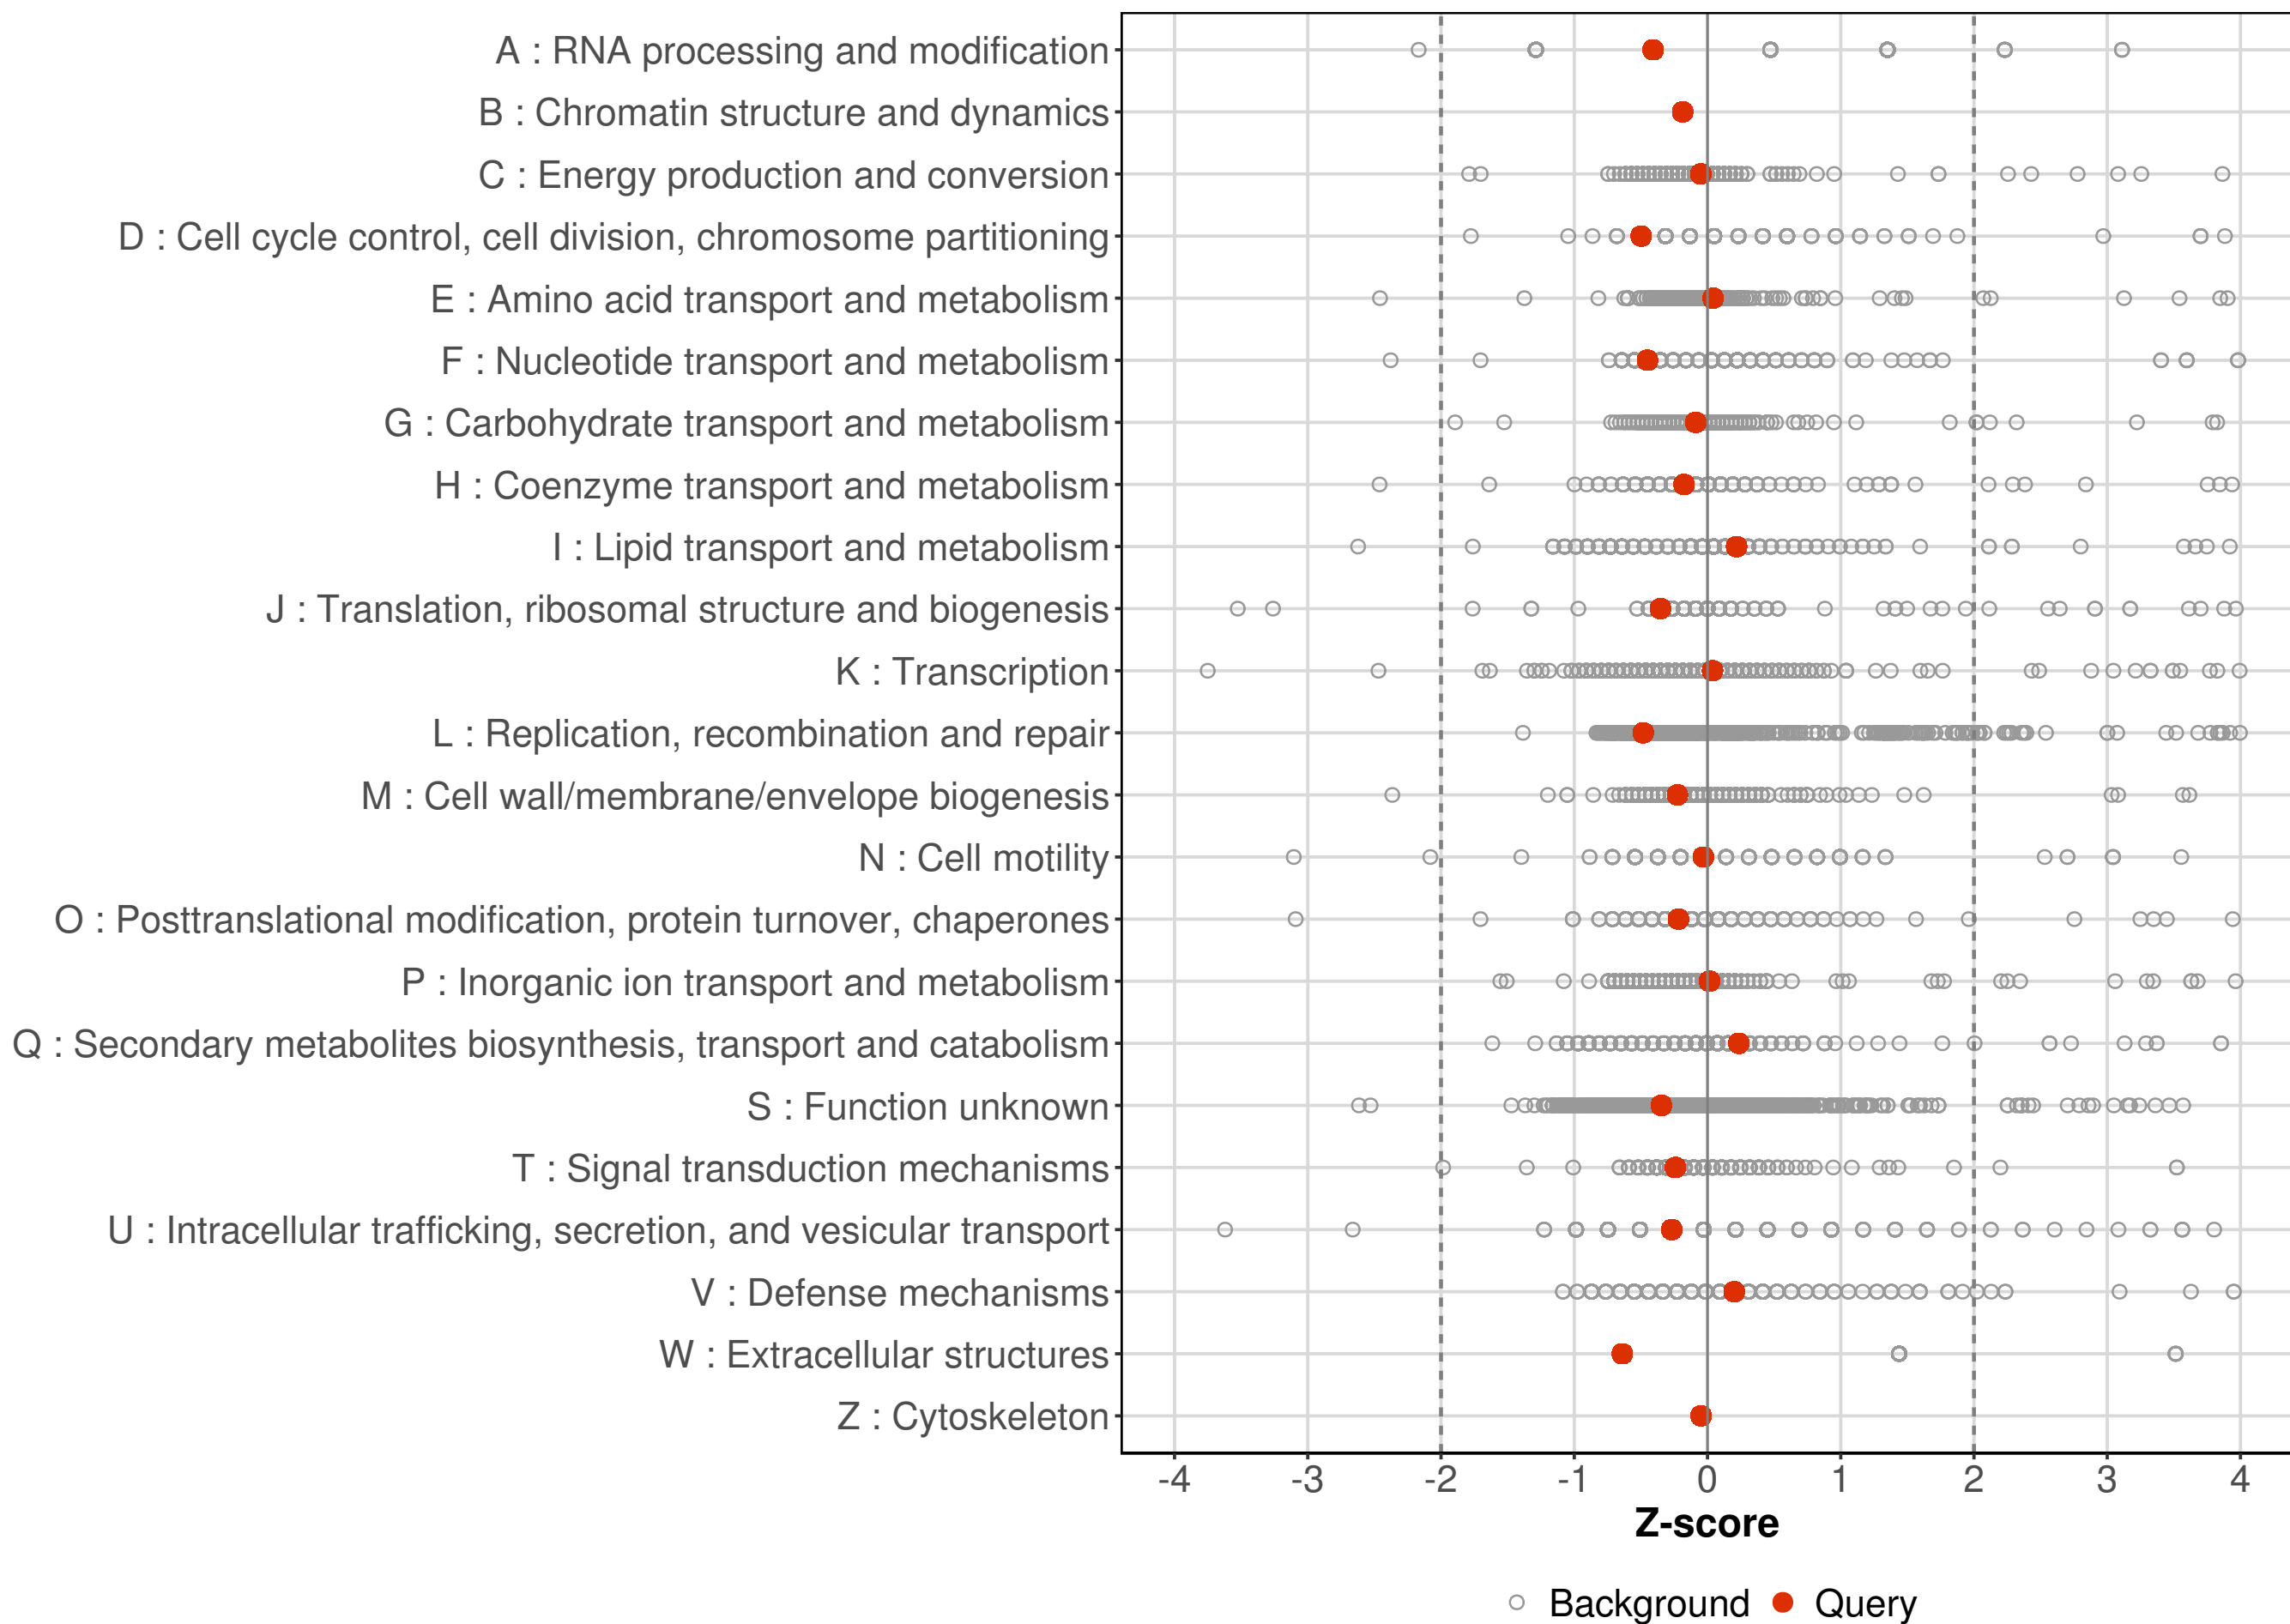 A : RNA processing and modification
B : Chromatin structure and dynamics
C : Energy production and conversion
D : Cell cycle control, cell division, chromosome partitioning
E : Amino acid transport and metabolism
F : Nucleotide transport and metabolism
G : Carbohydrate transport and metabolism
H : Coenzyme transport and metabolism
I : Lipid transport and metabolism
J : Translation, ribosomal structure and biogenesis
K : Transcription
L : Replication, recombination and repair
M : Cell wall/membrane/envelope biogenesis
N : Cell motility
O : Posttranslational modification, protein turnover, chaperones
P : Inorganic ion transport and metabolism
Q : Secondary metabolites biosynthesis, transport and catabolism
S : Function unknown
T : Signal transduction mechanisms
U : Intracellular trafficking, secretion, and vesicular transport
V : Defense mechanisms
W : Extracellular structures
Z : Cytoskeleton
-4 -3 -2 -1 0 1 2 3 4
Z-score
Background Query